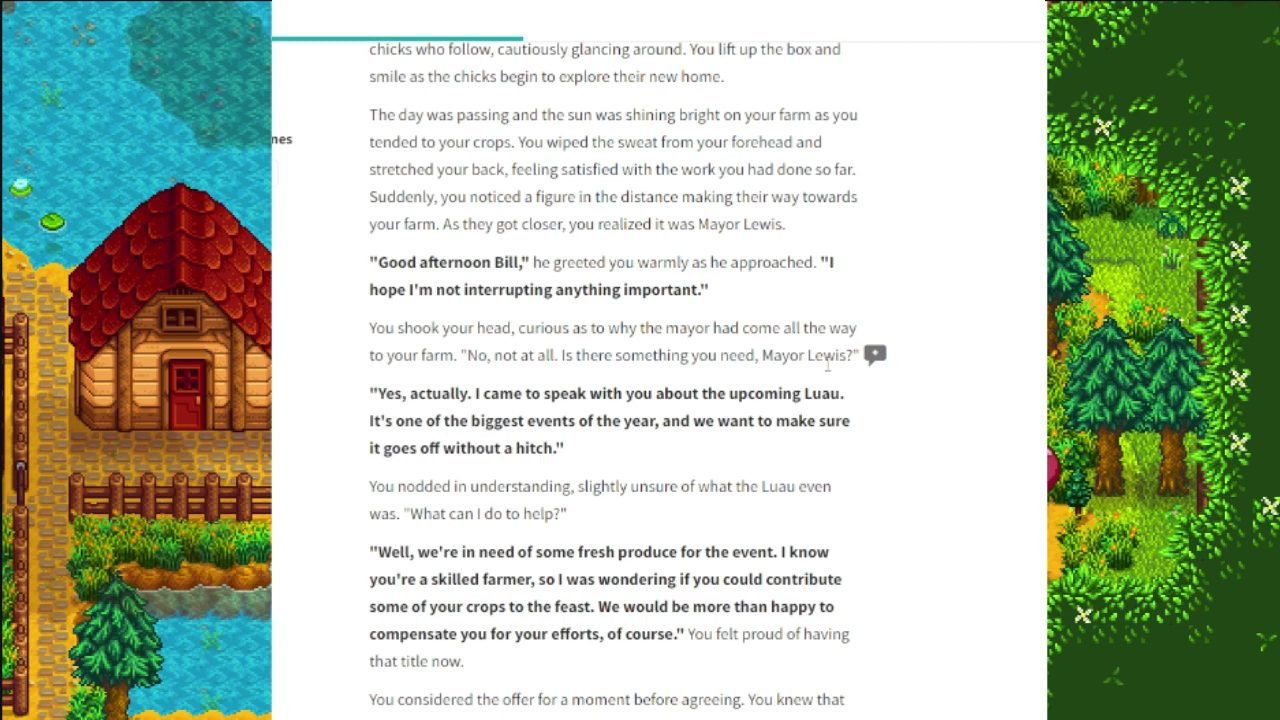 chicks who follow, cautiously glancing around. You lift up the box and
smile as the chicks begin to explore their new home.
The day was passing and the sun was shining bright on your farm as you
nes
tended to your crops. You wiped the sweat from your forehead and
stretched your back, feeling satisfied with the work you had done so far.
Suddenly, you noticed a figure in the distance making their way towards
your farm. As they got closer, you realized it was Mayor Lewis.
"Good afternoon Bill," he greeted you warmly as he approached. "I
hope I'm not interrupting anything important."
You shook your head, curious as to why the mayor had come all the way
to your farm. "No, not at all. Is there something you need, Mayor Lewis?"
"Yes, actually. I came to speak with you about the upcoming Luau.
It's one of the biggest events of the year, and we want to make sure
it goes off without a hitch."
You nodded in understanding, slightly unsure of what the Luau even
was. "What can I do to help?"
"Well, we're in need of some fresh produce for the event. I know
you're a skilled farmer, so I was wondering if you could contribute
some of your crops to the feast. We would be more than happy to
compensate you for your efforts, of course." You felt proud of having
that title now.
You considered the offer for a moment before agreeing. You knew that